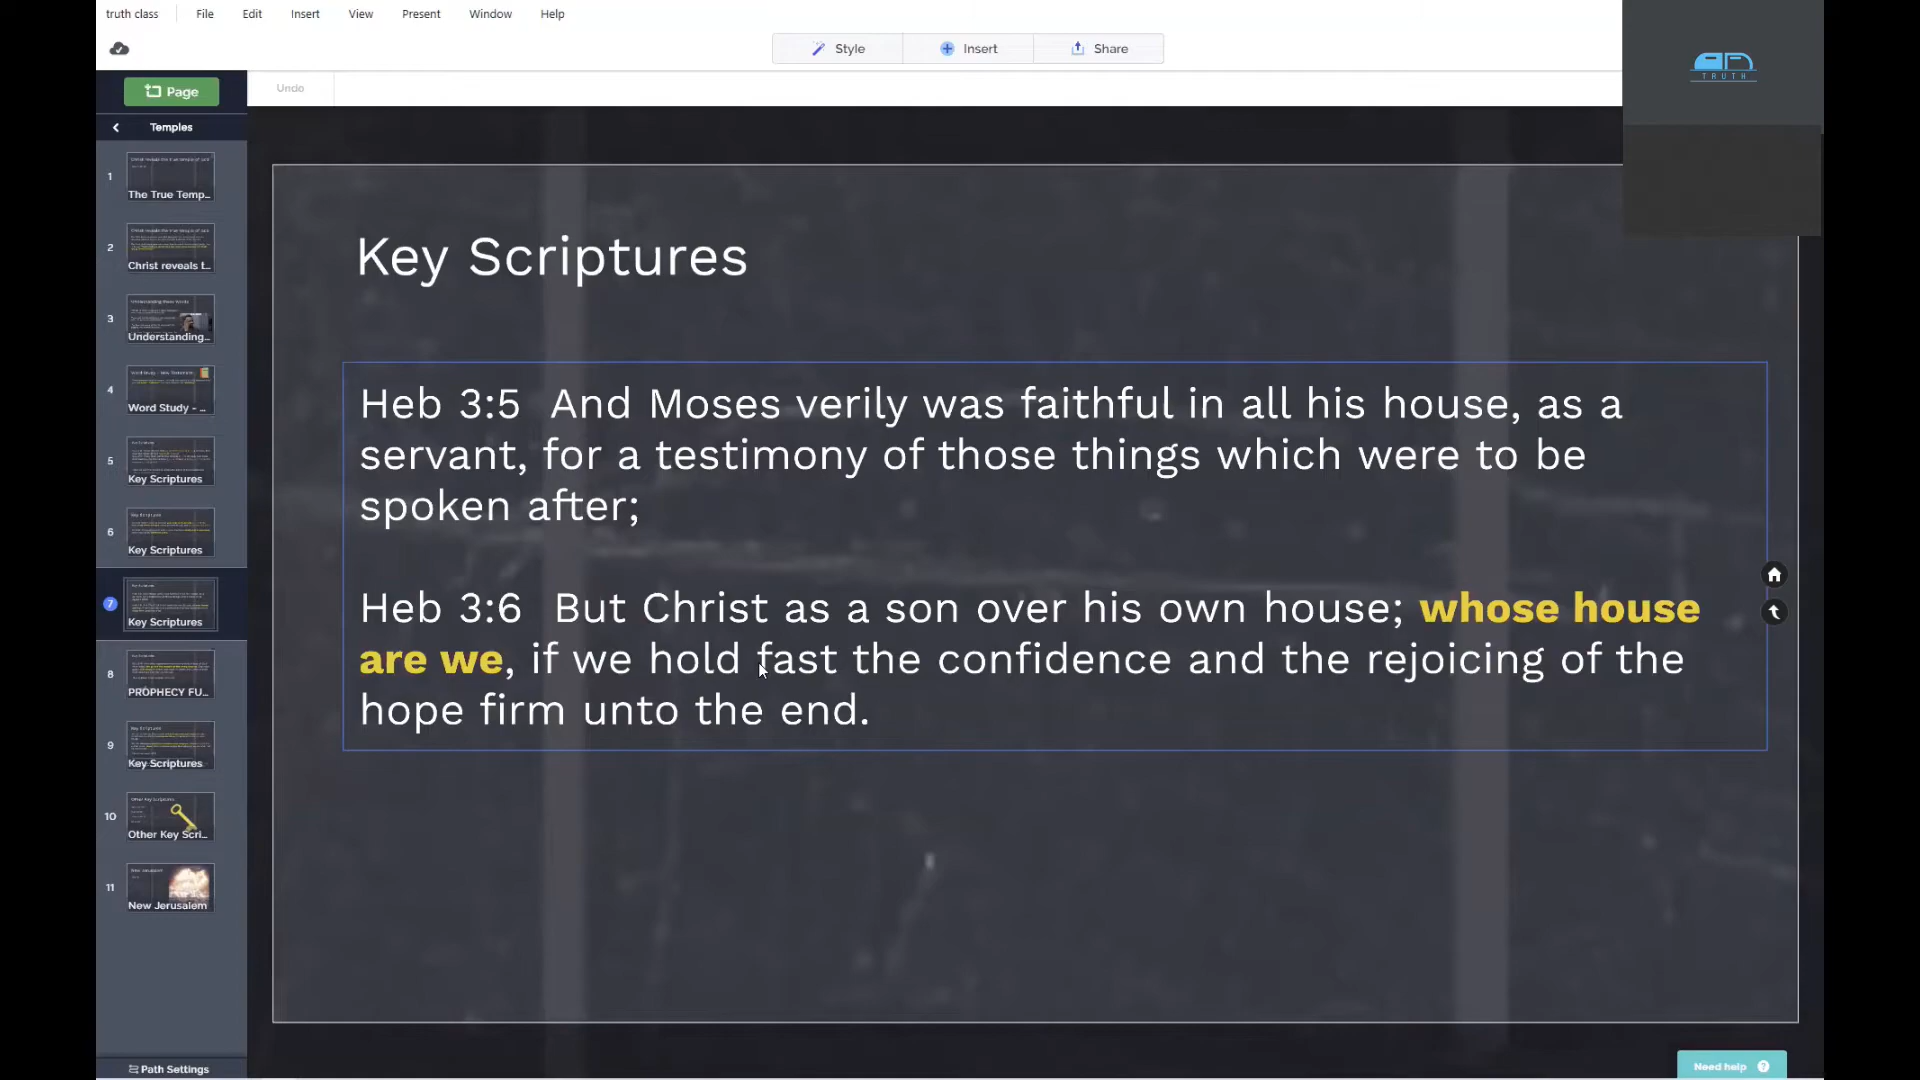 truth class File Edit Insert View Present Window Help
Style Insert Share
TRUTH
Page
Undo
Temples
1 The True Temp...
2 Christ reveals t...
3 Understanding...
4 Word Study - ...
5 Key Scriptures
6 Key Scriptures
7 Key Scriptures
8 PROPHECY FU...
9 Key Scriptures
10 Other Key Scri...
11 New Jerusalem
Path Settings
Key Scriptures
Heb 3:5 And Moses verily was faithful in all his house, as a
servant, for a testimony of those things which were to be
spoken after;
Heb 3:6 But Christ as a son over his own house; whose house
are we, if we hold fast the confidence and the rejoicing of the
hope firm unto the end.
Need help ?